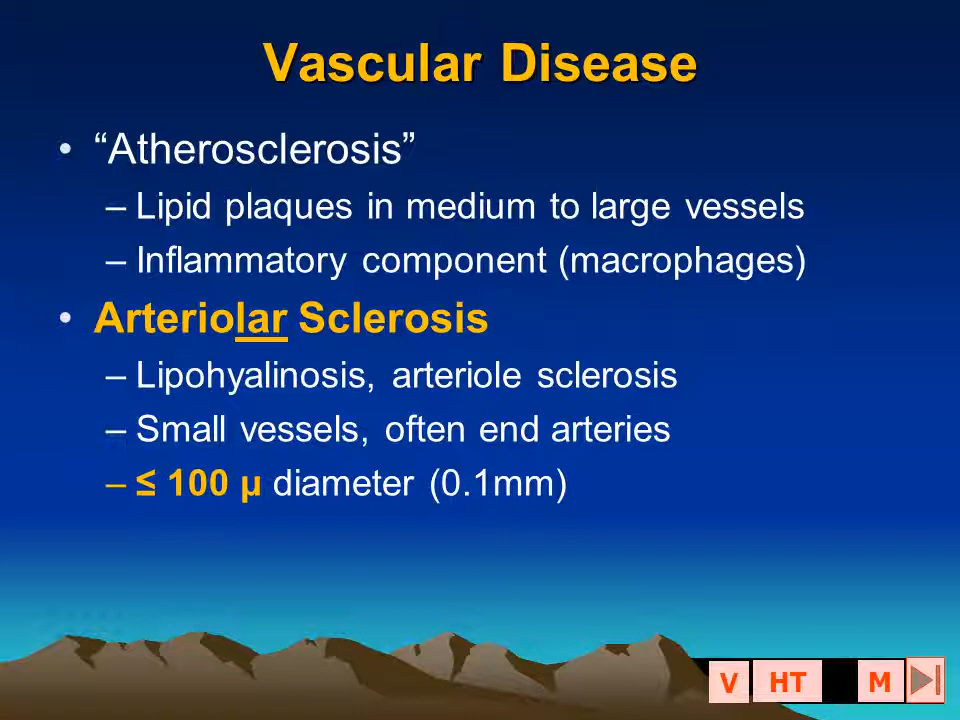 Vascular Disease
• “Atherosclerosis”
– Lipid plaques in medium to large vessels
– Inflammatory component (macrophages)
• Arteriolar Sclerosis
– Lipohyalinosis, arteriole sclerosis
– Small vessels, often end arteries
– ≤ 100 μ diameter (0.1mm)
V HT M